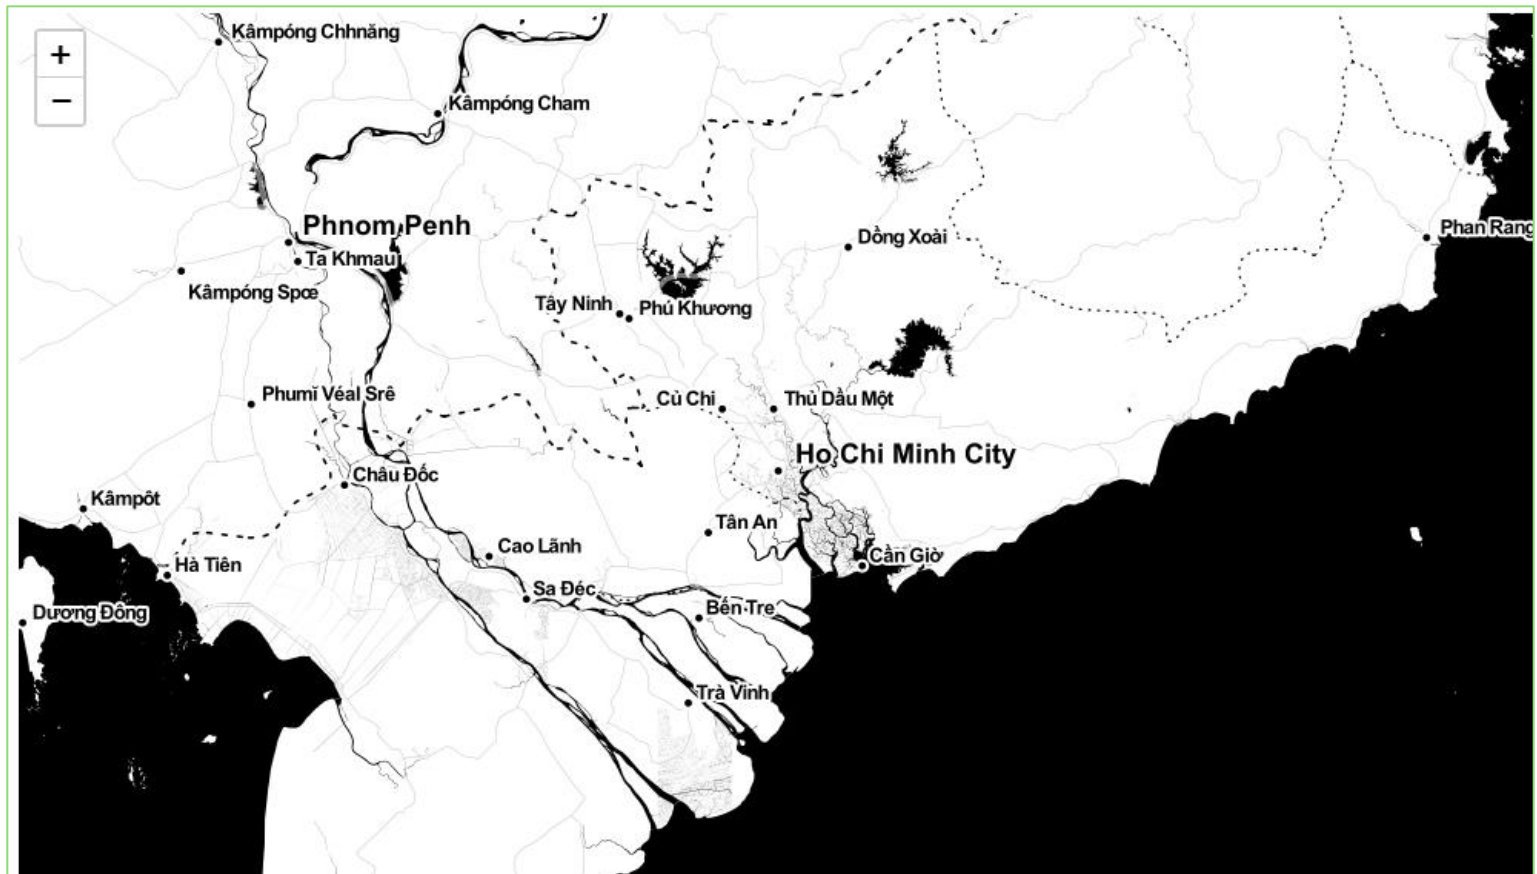 Kâmpóng Chhnăng
+
−
Kâmpóng Cham
Phnom Penh
Phan Rang
Dồng Xoài
Ta Khmau
Kâmpóng Spœ
Tây Ninh
Phú Khương
Phumĭ Véal Srê
Củ Chi
Thủ Dầu Một
Ho Chi Minh City
Châu Đốc
Kâmpôt
Tân An
Cao Lãnh
Cần Giờ
Hà Tiên
Sa Đéc
Bến Tre
Dương Đông
Trà Vinh